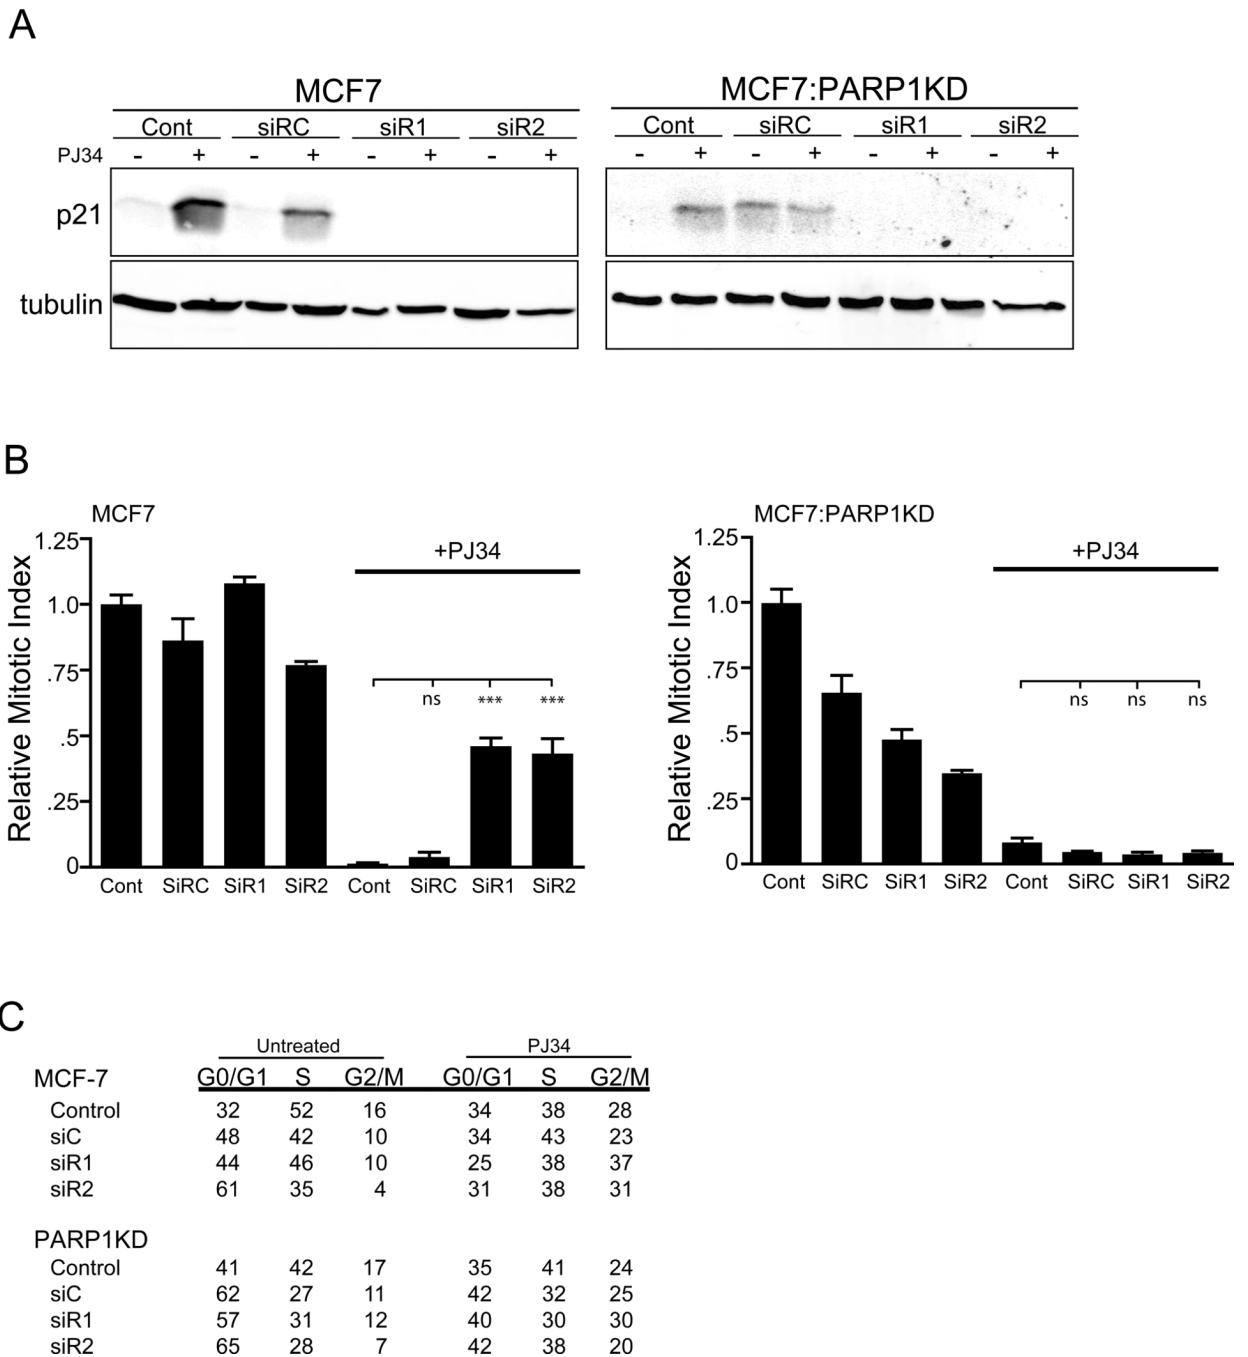 A
MCF7 MCF7:PARP1KD
Cont siRC siR1 siR2 Cont siRC siR1 siR2
PJ34 - + - + - + - + - + - + - + - +
p21
tubulin
B
MCF7 MCF7:PARP1KD
+PJ34 +PJ34
Relative Mitotic Index
1.25
1.0
.75
.5
.25
0
ns *** ***
Cont SiRC SiR1 SiR2 Cont SiRC SiR1 SiR2
Relative Mitotic Index
1.25
1.0
.75
.5
.25
0
ns ns ns
Cont SiRC SiR1 SiR2 Cont SiRC SiR1 SiR2
C
Untreated PJ34
MCF-7 G0/G1 S G2/M G0/G1 S G2/M
Control 32 52 16 34 38 28
siC 48 42 10 34 43 23
siR1 44 46 10 25 38 37
siR2 61 35 4 31 38 31
PARP1KD
Control 41 42 17 35 41 24
siC 62 27 11 42 32 25
siR1 57 31 12 40 30 30
siR2 65 28 7 42 38 20